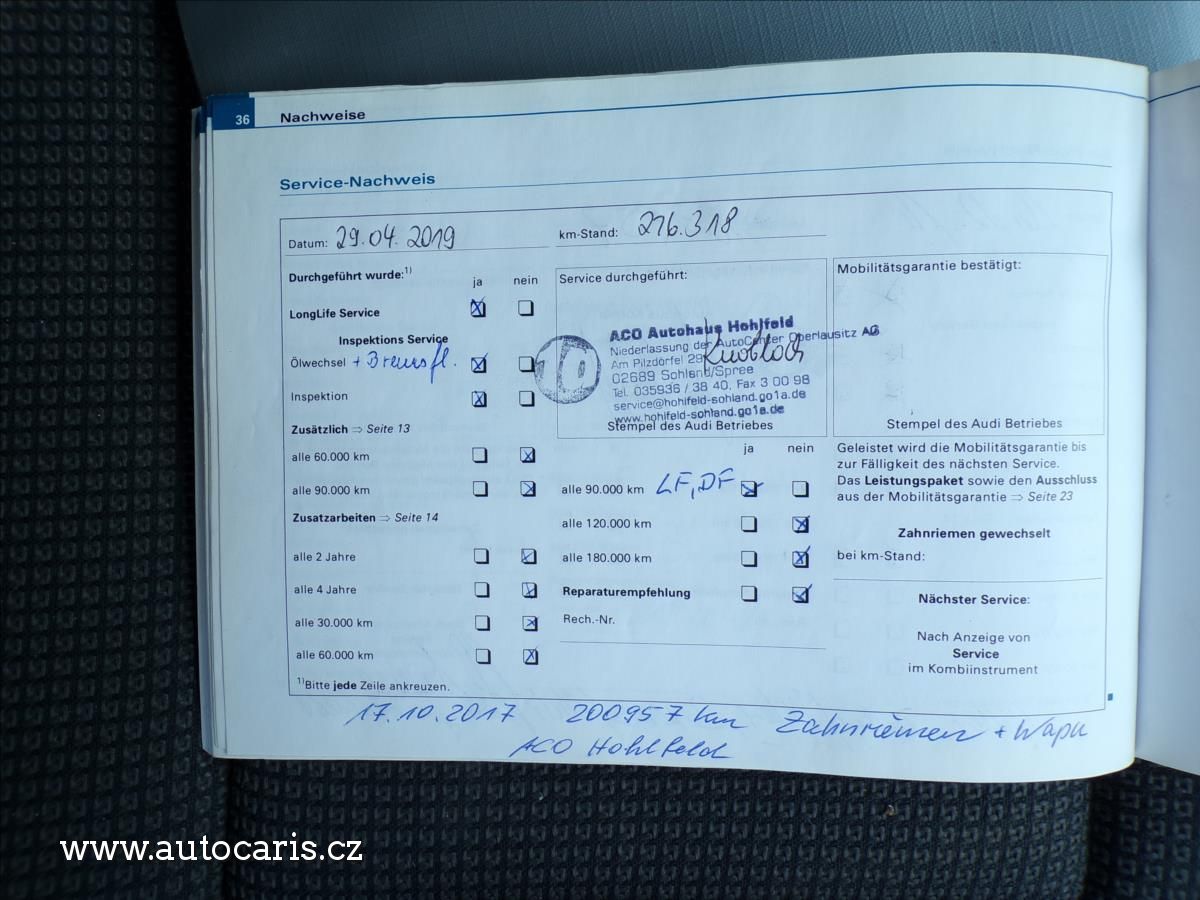 36 Nachweise
Service-Nachweis
Datum: 29.04.2019 km-Stand: 276.318
Durchgeführt wurde:1) ja nein
LongLife Service
Inspektions Service
Ölwechsel + Bremsfl.
Inspektion
Zusätzlich ⇒ Seite 13
alle 60.000 km
alle 90.000 km
Zusatzarbeiten ⇒ Seite 14
alle 2 Jahre
alle 4 Jahre
alle 30.000 km
alle 60.000 km
1)Bitte jede Zeile ankreuzen.
Service durchgeführt:
ACO Autohaus Hohlfeld
Niederlassung der AutoCenter Oberlausitz AG
Am Pilzdörfel 29
Knobloch
02689 Sohland/Spree
Tel. 035936 / 38 40, Fax 3 00 98
service@hohlfeld-sohland.go1a.de
www.hohlfeld-sohland.go1a.de
Stempel des Audi Betriebes
ja nein
alle 90.000 km LF, DF
alle 120.000 km
alle 180.000 km
Reparaturempfehlung
Rech.-Nr.
Mobilitätsgarantie bestätigt:
Stempel des Audi Betriebes
Geleistet wird die Mobilitätsgarantie bis
zur Fälligkeit des nächsten Service.
Das Leistungspaket sowie den Ausschluss
aus der Mobilitätsgarantie ⇒ Seite 23
Zahnriemen gewechselt
bei km-Stand:
Nächster Service:
Nach Anzeige von
Service
im Kombiinstrument
17.10.2017 200957 km Zahnriemen + Wapu
ACO Hohlfeld
www.autocaris.cz